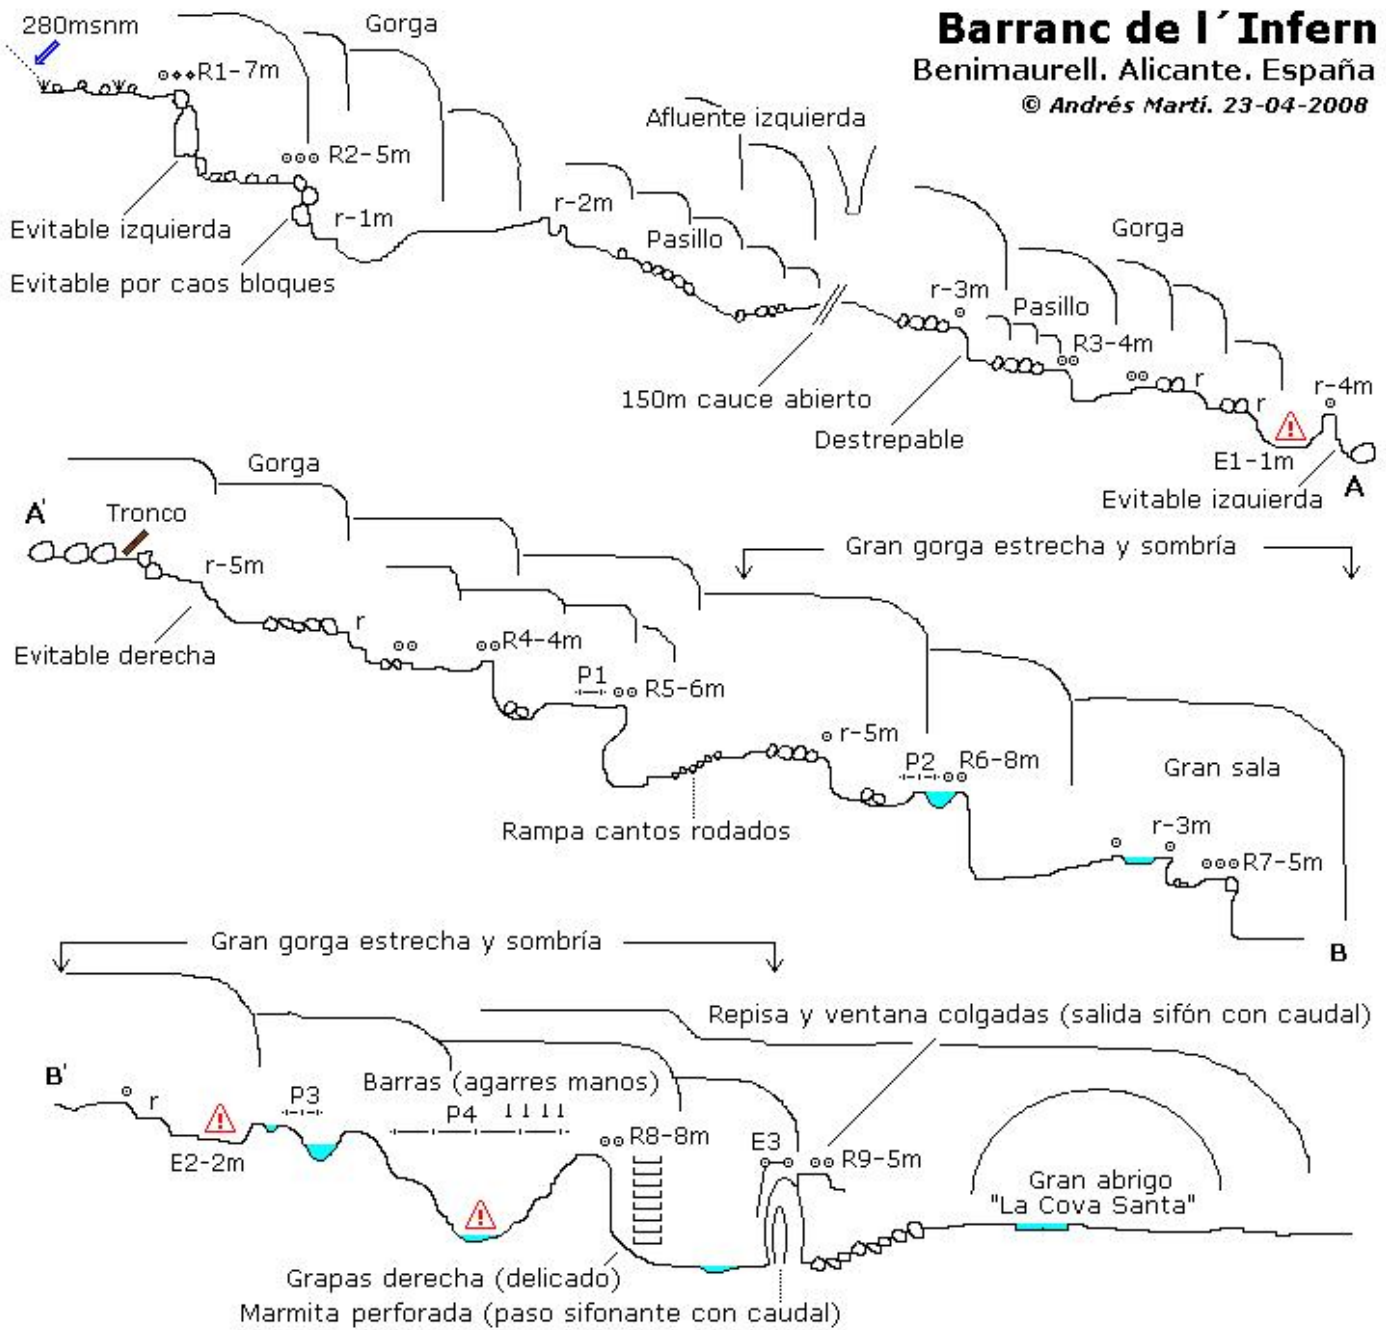 Barranc de l´Infern
Benimaurell. Alicante. España
© Andrés Martí. 23-04-2008
280msnm
R1-7m
Gorga
R2-5m
Evitable izquierda
Evitable por caos bloques
r-1m
r-2m
Pasillo
Afluente izquierda
150m cauce abierto
r-3m
Destrepable
Pasillo
R3-4m
Gorga
r
r
E1-1m
r-4m
Evitable izquierda
A
A'
Tronco
Gorga
r-5m
Evitable derecha
r
R4-4m
P1
R5-6m
Rampa cantos rodados
r-5m
Gran gorga estrecha y sombría
P2
R6-8m
Gran sala
r-3m
R7-5m
B
Gran gorga estrecha y sombría
B'
r
E2-2m
P3
Barras (agarres manos)
P4
R8-8m
Grapas derecha (delicado)
Marmita perforada (paso sifonante con caudal)
E3
R9-5m
Repisa y ventana colgadas (salida sifón con caudal)
Gran abrigo
"La Cova Santa"